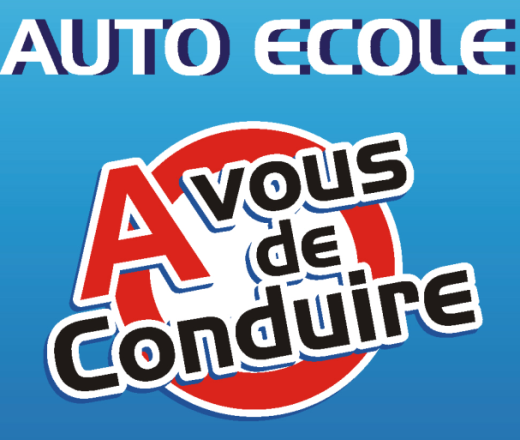 AUTO ECOLE
A vous
de
Conduire